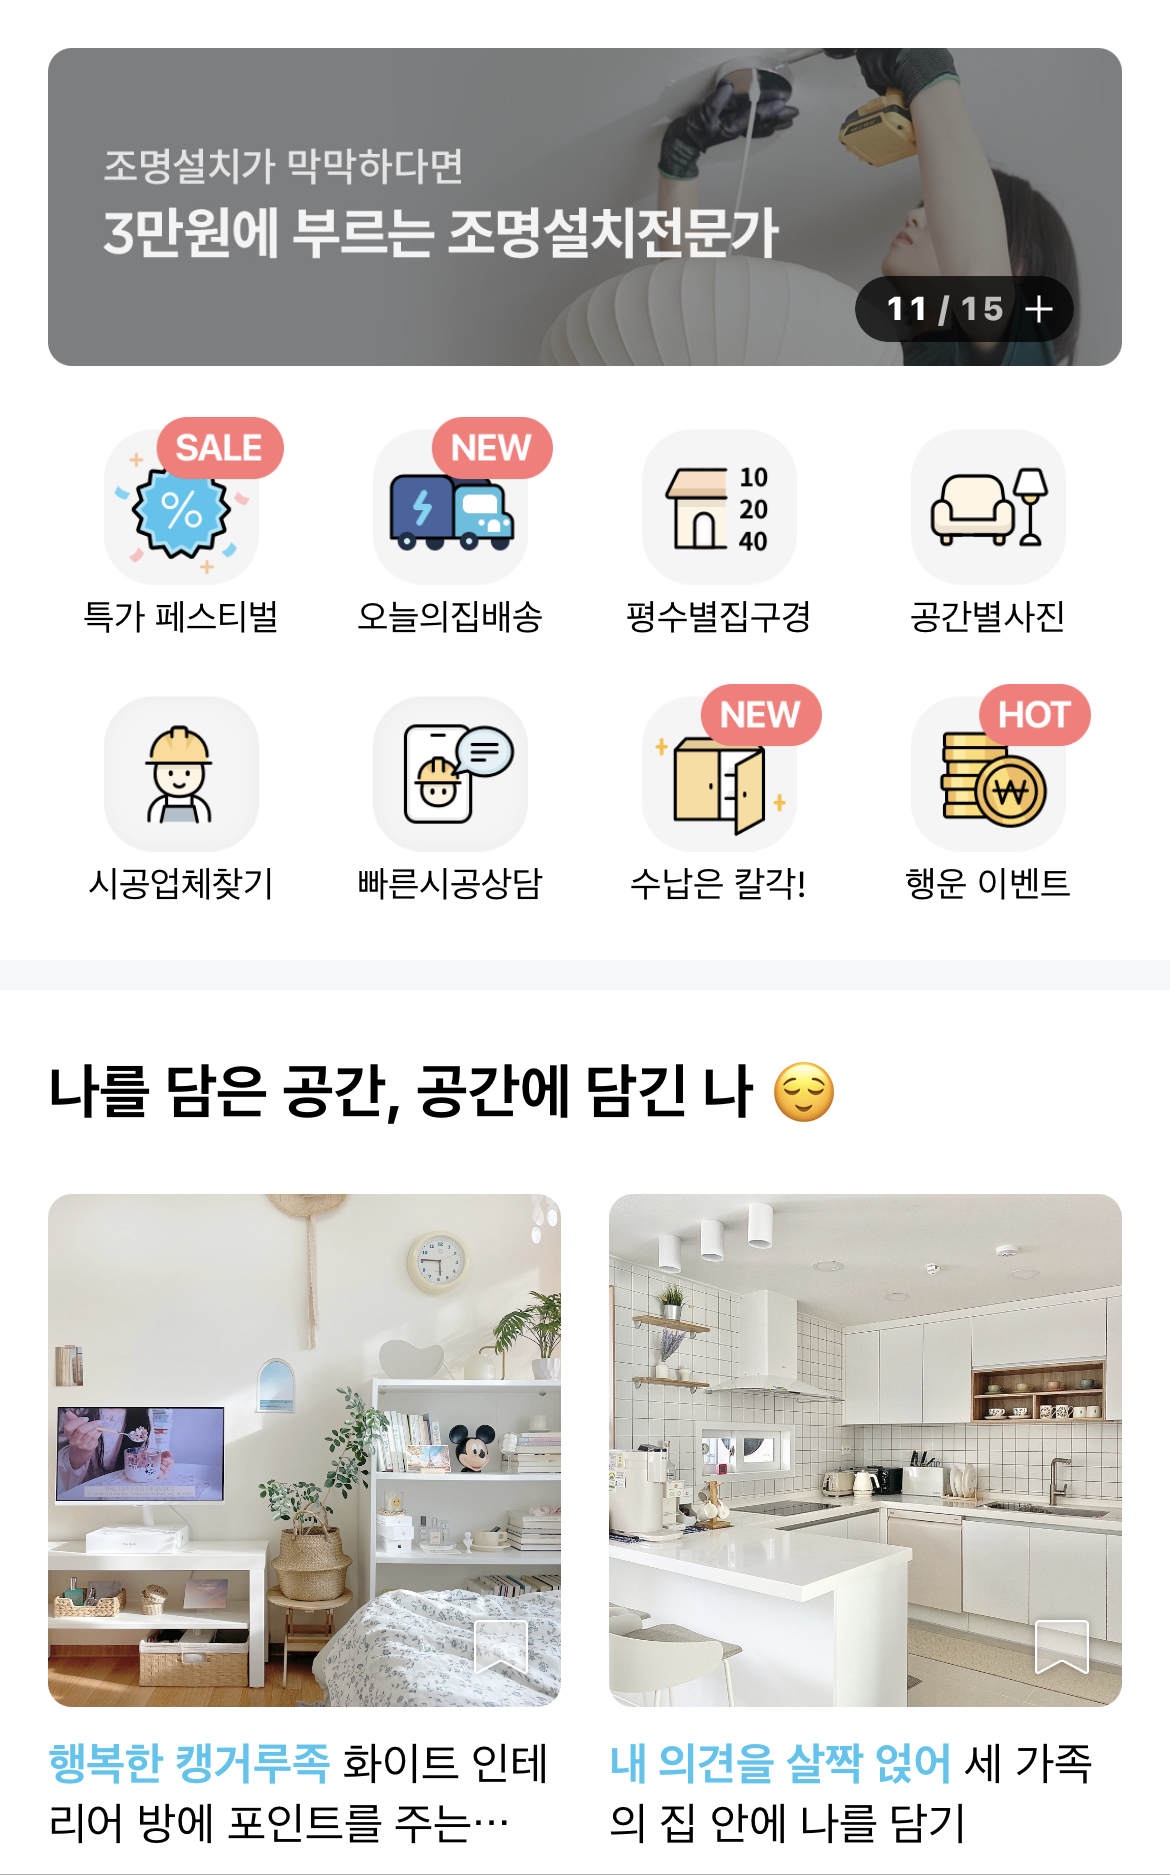 조명설치가 막막하다면
3만원에 부르는 조명설치전문가
11 / 15 +
SALE
NEW
10
20
40
특가 페스티벌
오늘의집배송
평수별집구경
공간별사진
NEW
HOT
시공업체찾기
빠른시공상담
수납은 칼각!
행운 이벤트
나를 담은 공간, 공간에 담긴 나 😌
행복한 캥거루족 화이트 인테
리어 방에 포인트를 주는…
내 의견을 살짝 얹어 세 가족
의 집 안에 나를 담기